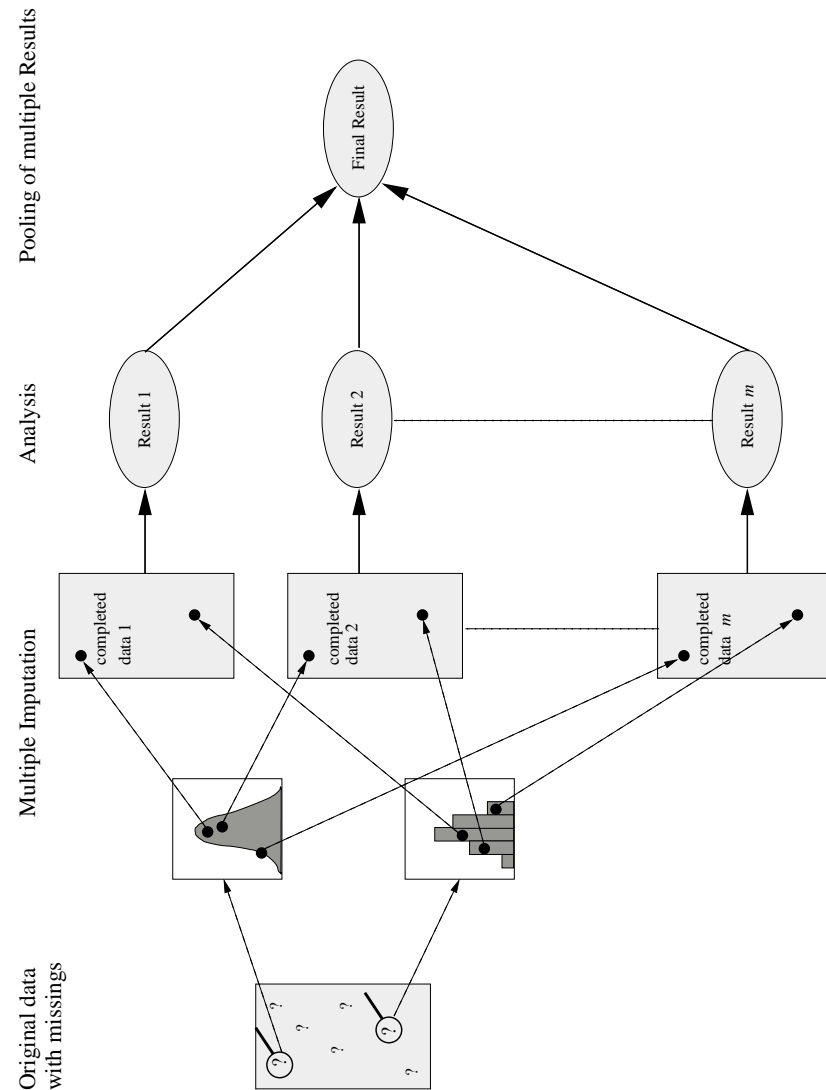 Original data
with missings
Multiple Imputation
Analysis
Pooling of multiple Results
?
?
?
?
?
?
?
completed
data 1
completed
data 2
completed
data m
Result 1
Result 2
Result m
Final Result